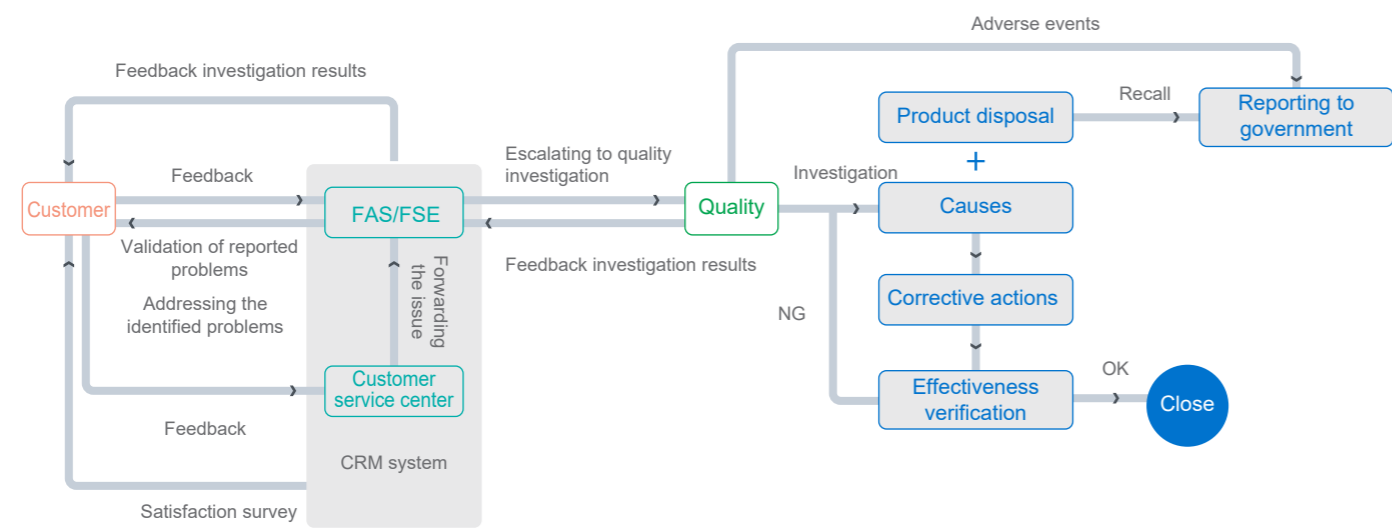 Adverse events
Feedback investigation results
Recall
Product disposal
Reporting to
government
+
Escalating to quality
investigation
Investigation
Feedback
Customer
FAS/FSE
Quality
Causes
Validation of reported
problems
Feedback investigation results
Forwarding
the issue
Addressing the
identified problems
Corrective actions
NG
Customer
service center
Effectiveness
verification
OK
Close
Feedback
CRM system
Satisfaction survey